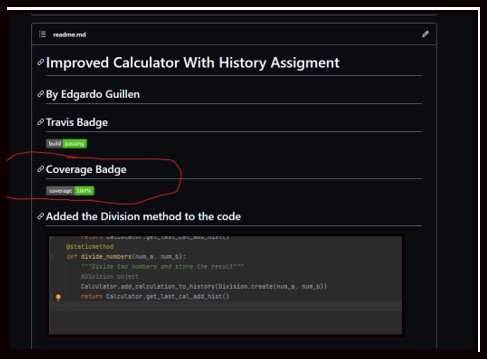 readme.md
Improved Calculator With History Assigment
By Edgardo Guillen
Travis Badge
build passing
Coverage Badge
coverage 100%
Added the Division method to the code
return Calculator.get_last_cal_add_hist()
@staticmethod
def divide_numbers(num_a, num_b):
"""Divide two numbers and store the result"""
#Division object
Calculator.add_calculation_to_history(Division.create(num_a, num_b))
return Calculator.get_last_cal_add_hist()